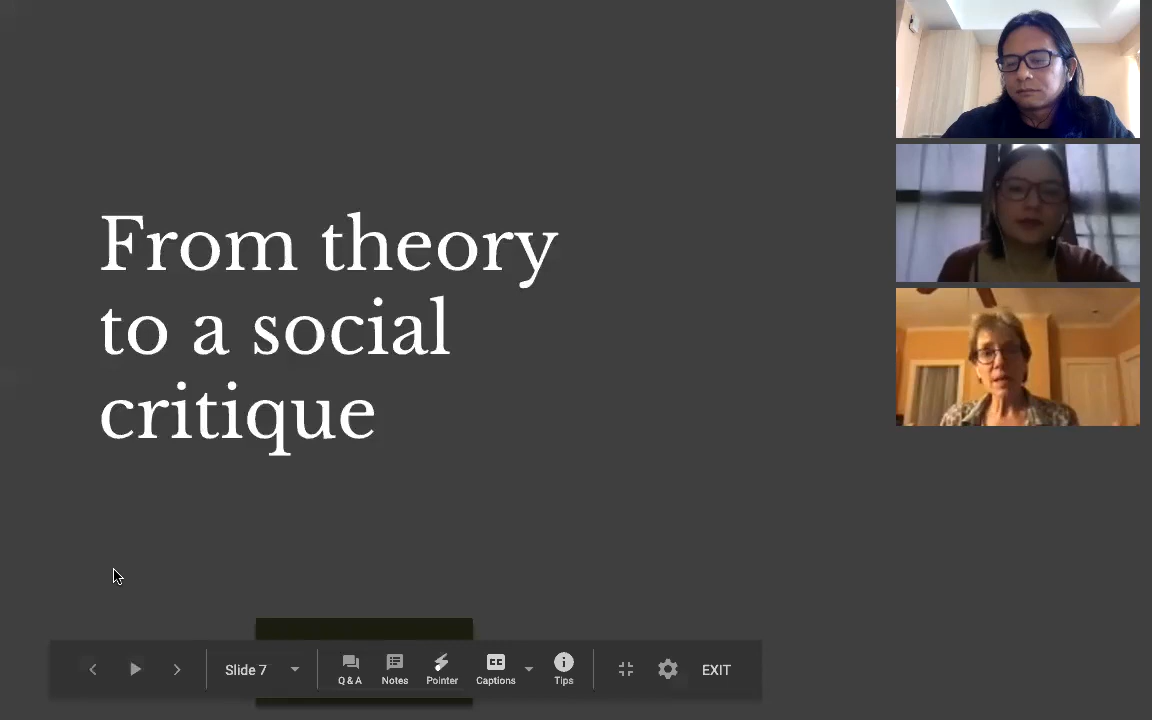 From theory
to a social
critique
Slide 7
Q & A
Notes
Pointer
Captions
Tips
EXIT